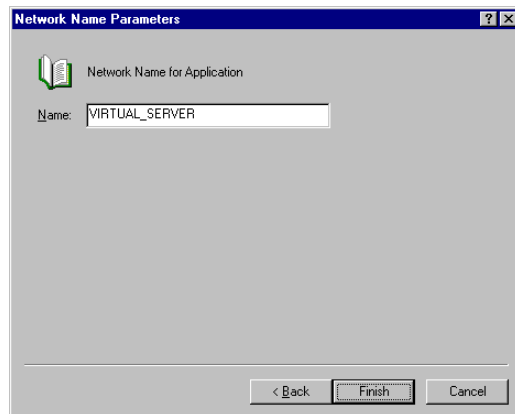 Network Name Parameters
Network Name for Application
Name: VIRTUAL_SERVER
< Back Finish Cancel